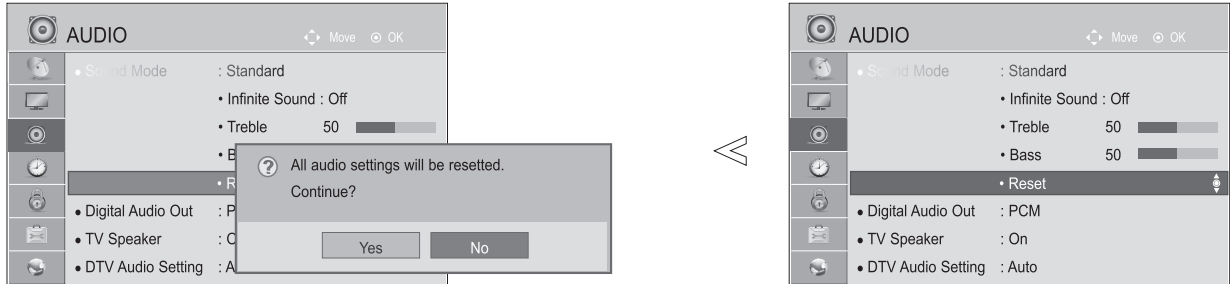 AUDIO Move OK
• Sound Mode : Standard
• Infinite Sound : Off
• Treble 50
• B
All audio settings will be resetted.
Continue?
• R
• Digital Audio Out : P
Yes No
• TV Speaker : O
• DTV Audio Setting : A
AUDIO Move OK
• Sound Mode : Standard
• Infinite Sound : Off
• Treble 50
• Bass 50
• Reset
• Digital Audio Out : PCM
• TV Speaker : On
• DTV Audio Setting : Auto